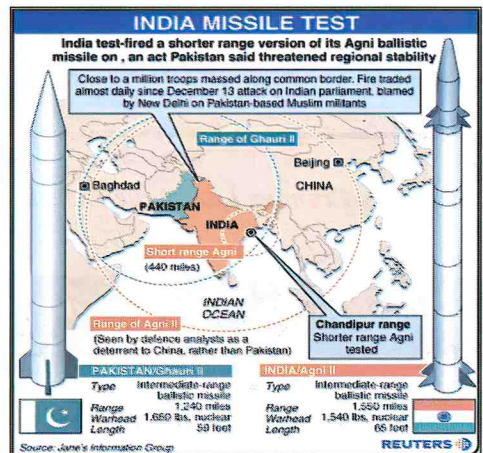 INDIA MISSILE TEST
India test-fired a shorter range version of its Agni ballistic
missile on , an act Pakistan said threatened regional stability
Close to a million troops massed along common border. Fire traded
almost daily since December 13 attack on Indian parliament, blamed
by New Delhi on Pakistan-based Muslim militants
Range of Ghauri II
Beijing
Baghdad
CHINA
PAKISTAN
INDIA
Short range Agni
(440 miles)
INDIAN
OCEAN
Range of Agni II
(Seen by defence analysts as a
deterrent to China, rather than Pakistan)
Chandipur range
Shorter range Agni
tested
PAKISTAN/Ghauri II
Type Intermediate-range
ballistic missile
Range 1,240 miles
Warhead 1,650 lbs, nuclear
Length 59 feet
INDIA/Agni II
Type Intermediate-range
ballistic missile
Range 1,550 miles
Warhead 1,540 lbs, nuclear
Length 65 feet
Source: Jane's Information Group
REUTERS